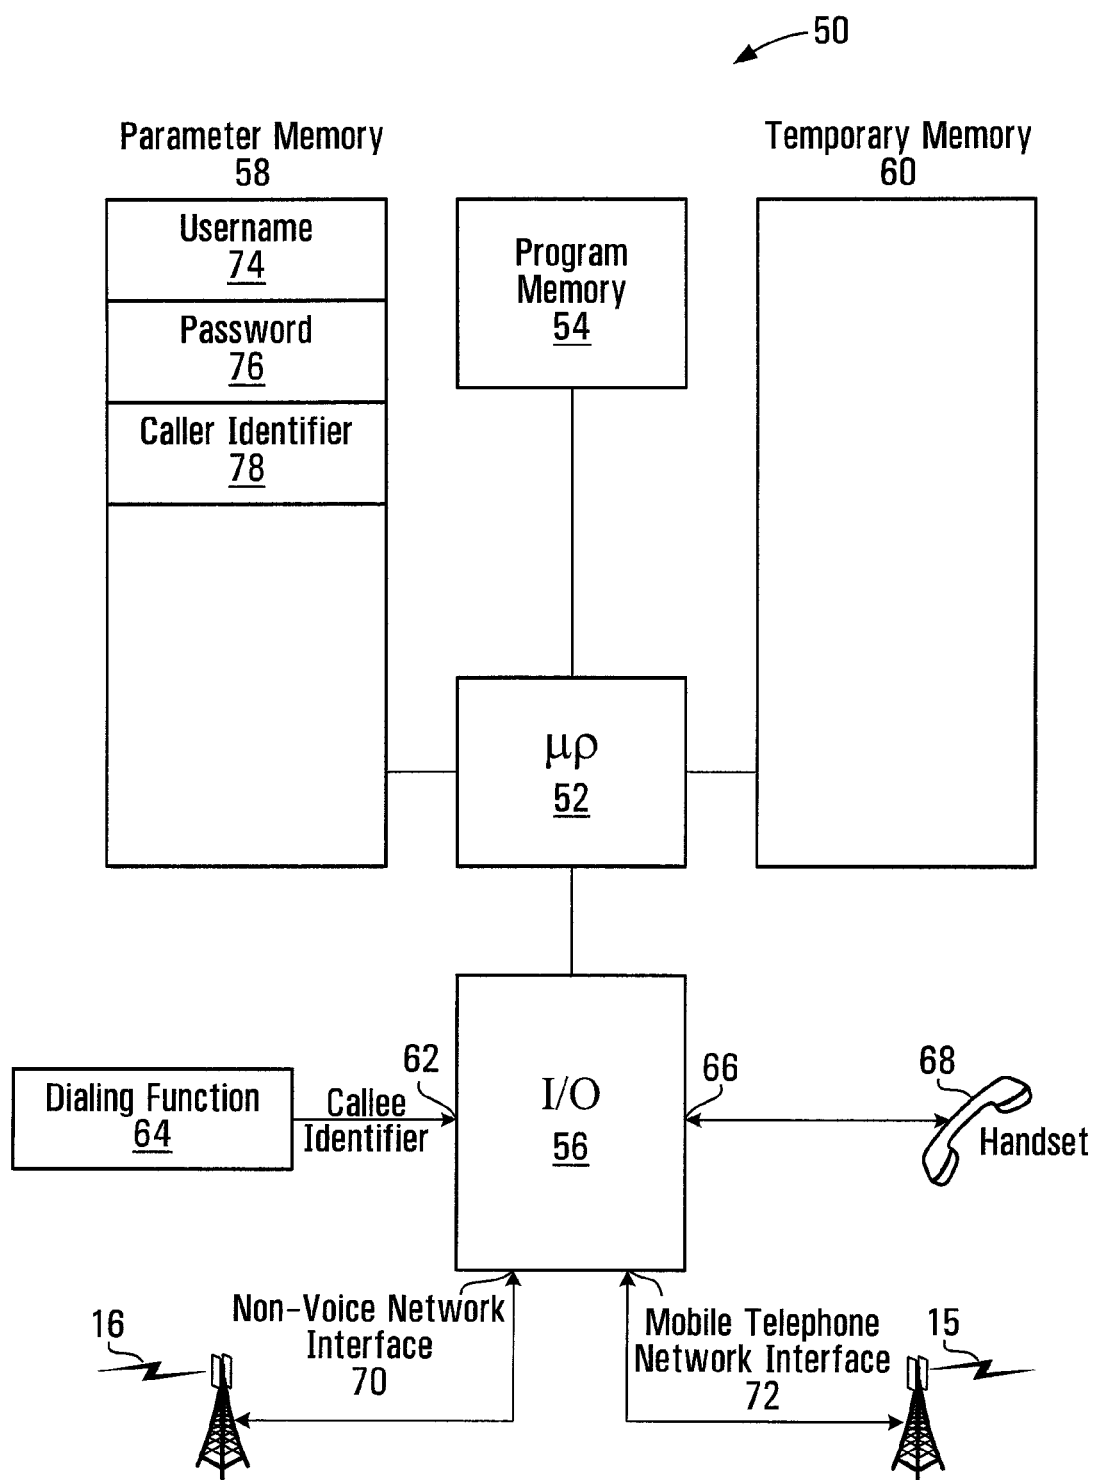 50
Parameter Memory
58
Temporary Memory
60
Username
74
Password
76
Caller Identifier
78
Program
Memory
54
μρ
52
62
66
68
Dialing Function
64
Callee
Identifier
I/O
56
Handset
16
Non-Voice Network
Interface
70
Mobile Telephone
Network Interface
72
15